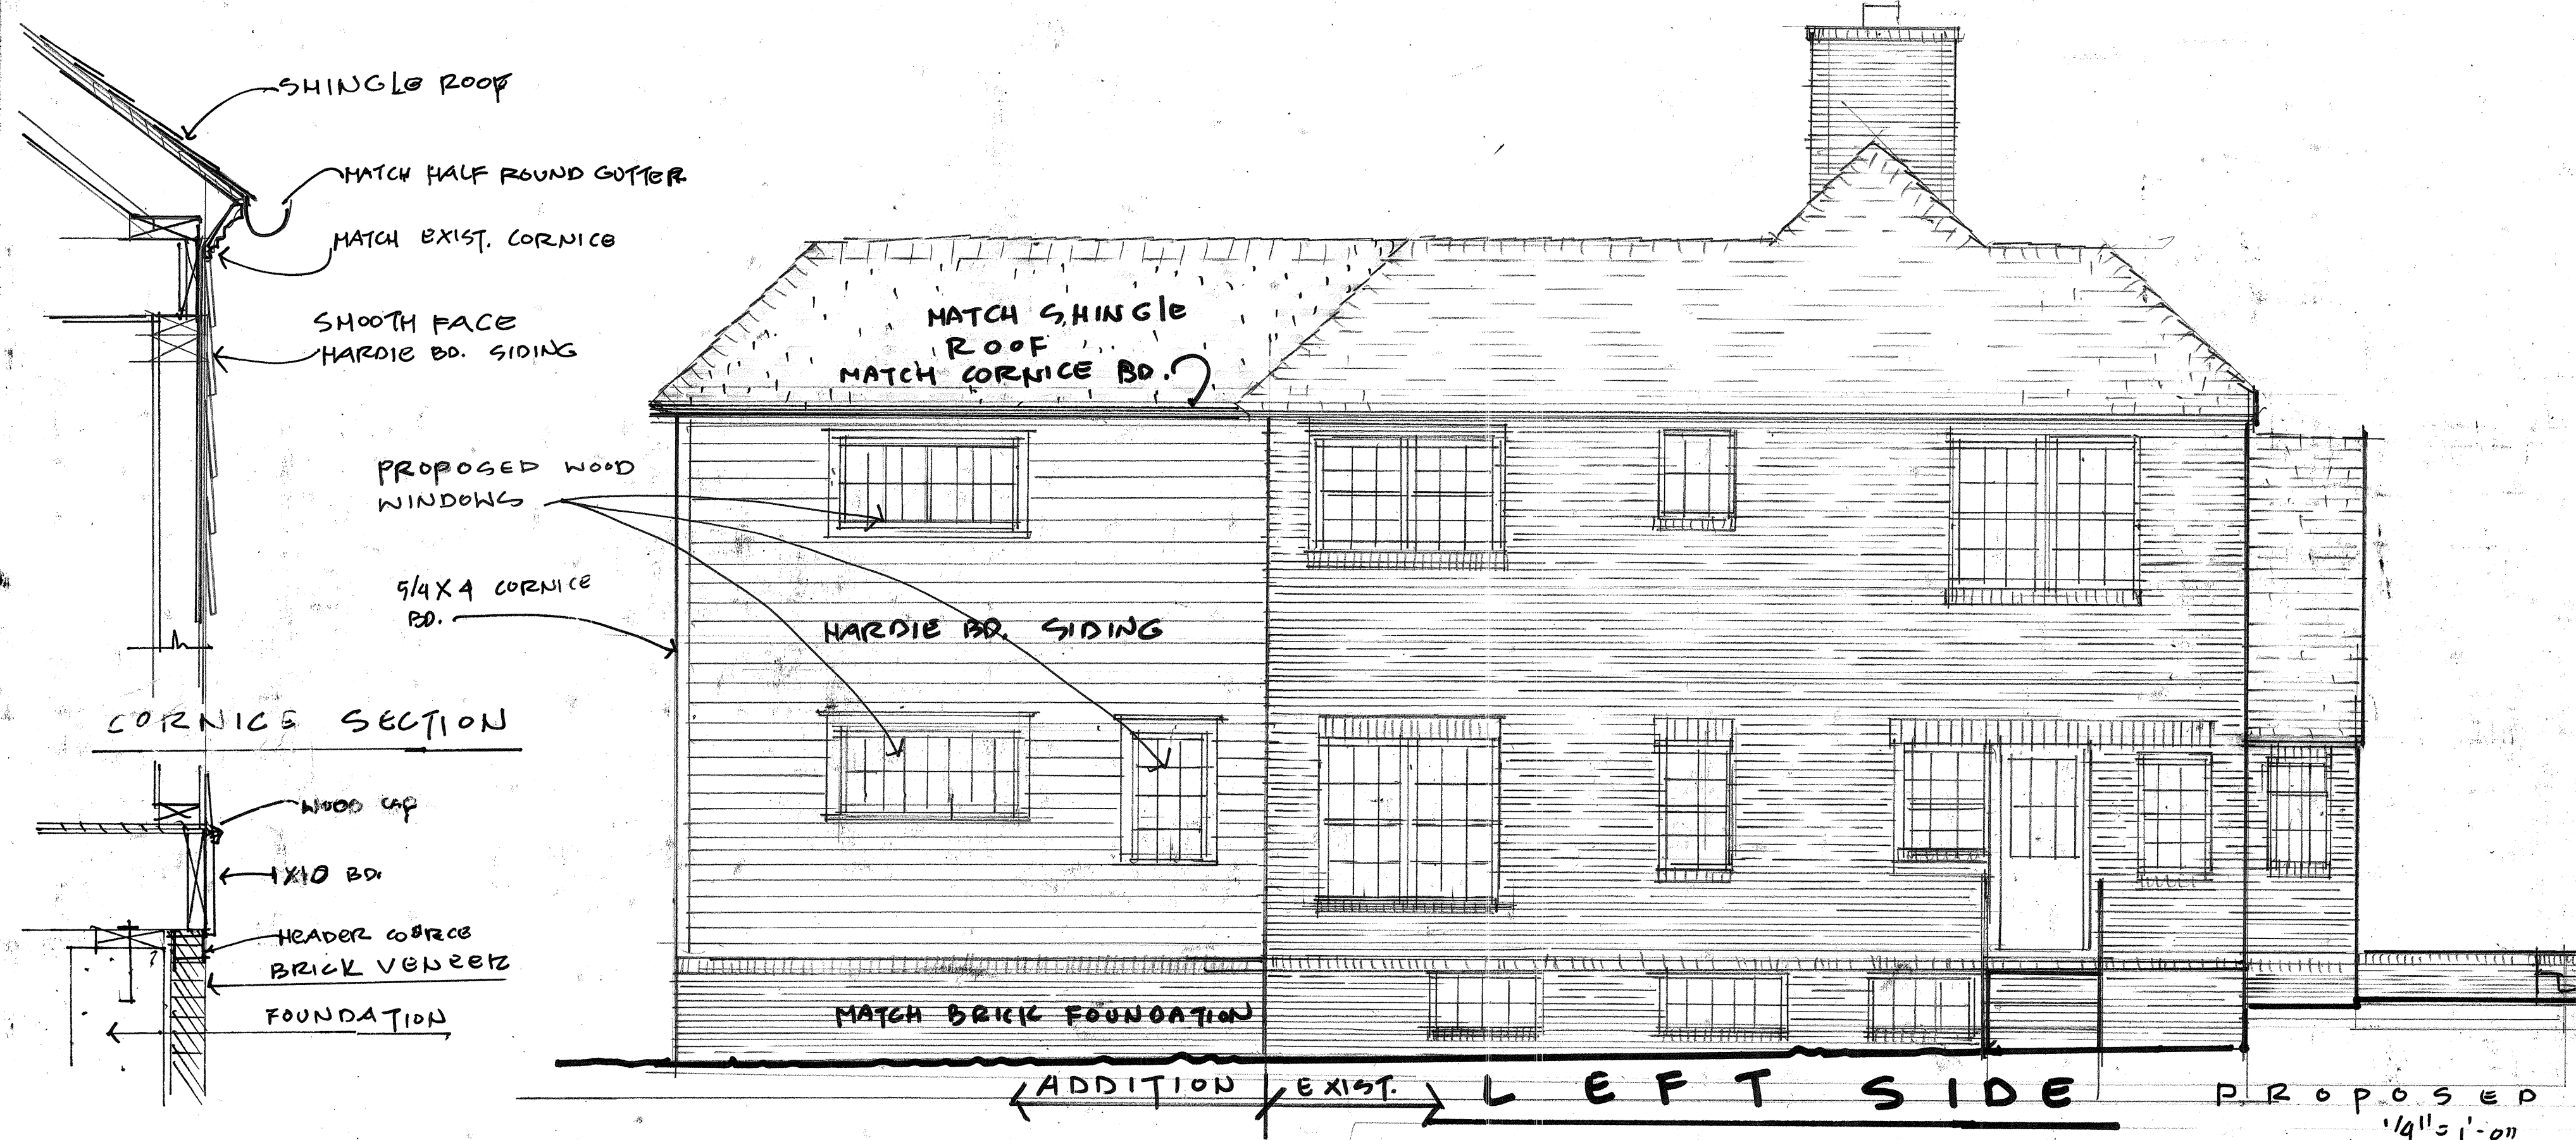 SHINGLE ROOF
MATCH HALF ROUND GUTTER
MATCH EXIST. CORNICE
SMOOTH FACE
HARDIE BD. SIDING
CORNICE SECTION
WOOD CAP
1X10 BD.
HEADER COURCE
BRICK VENEER
FOUNDATION
MATCH SHINGLE
ROOF
MATCH CORNICE BD.
PROPOSED WOOD
WINDOWS
5/4 X 4 CORNICE
BD.
HARDIE BD. SIDING
MATCH BRICK FOUNDATION
ADDITION
EXIST.
LEFT SIDE
PROPOSED
1/4" = 1'-0"